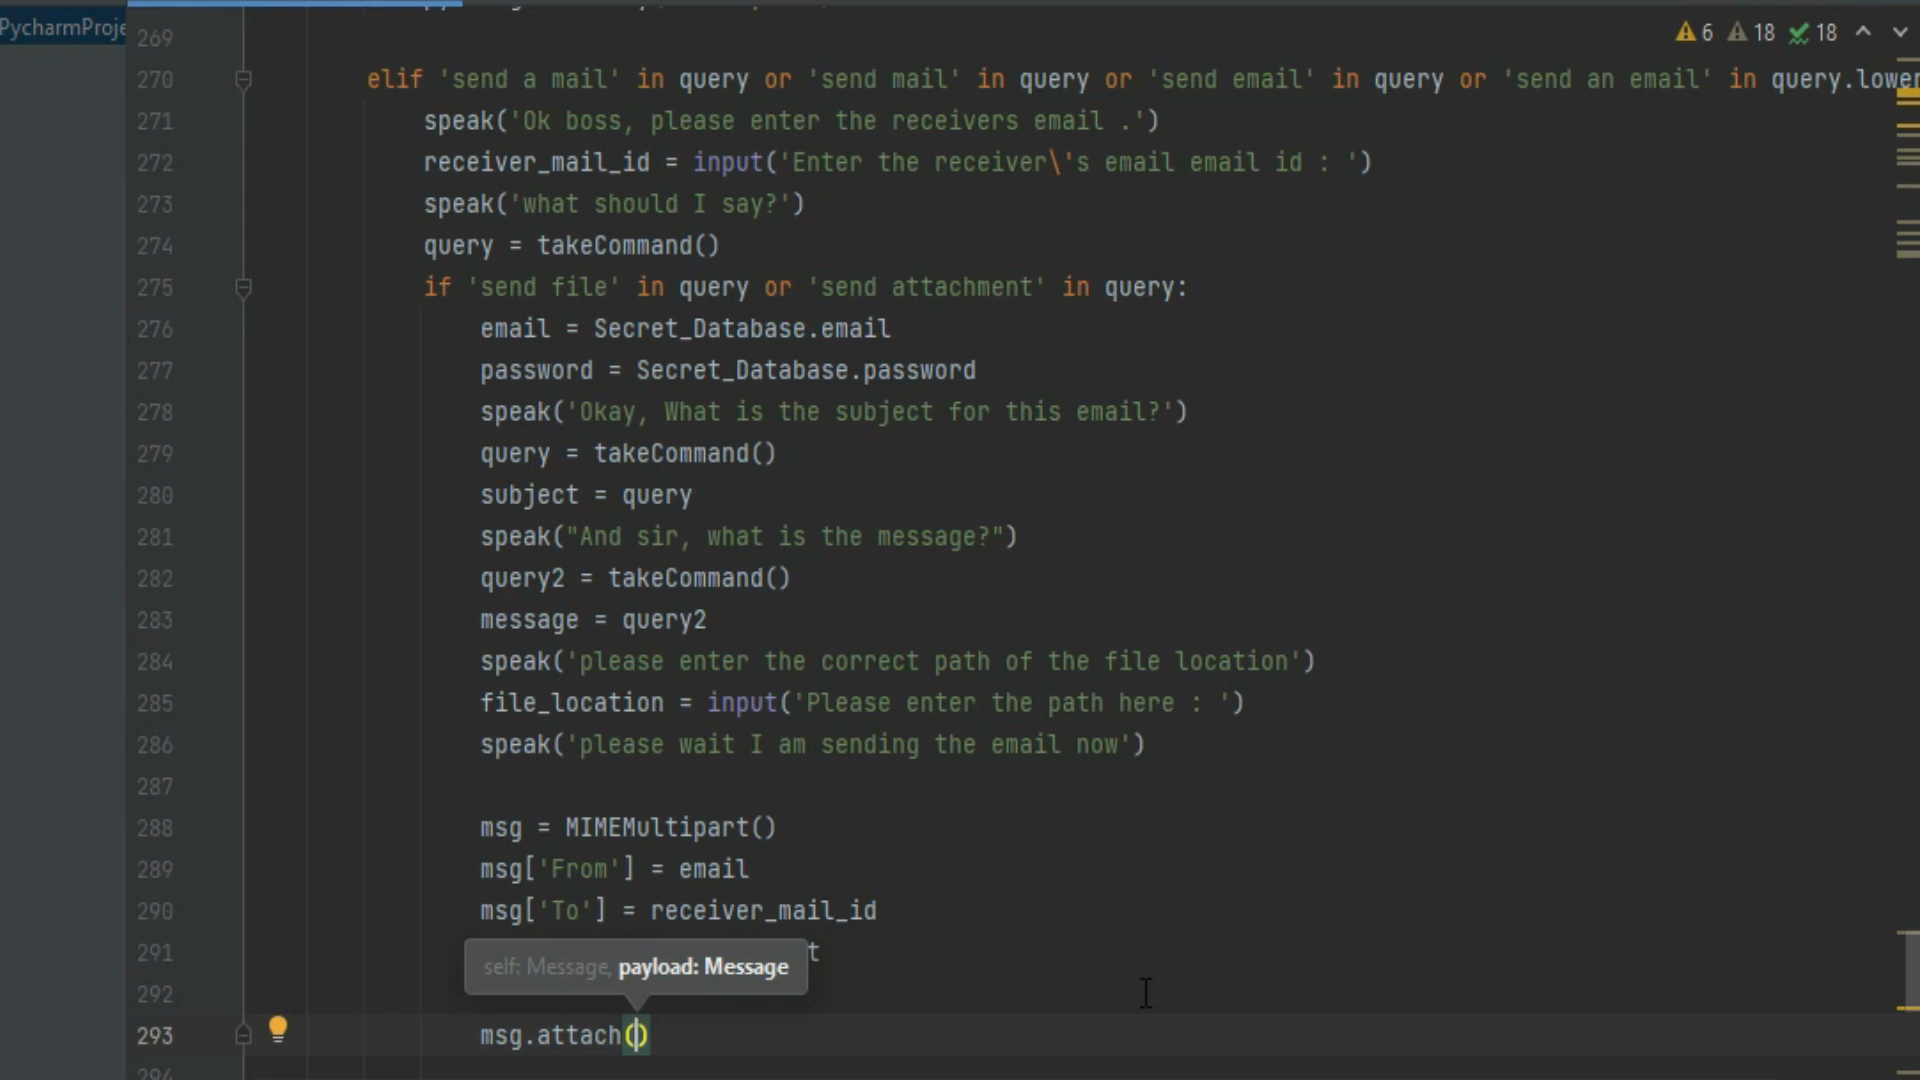 PycharmProje
6 18 18
269
270 elif 'send a mail' in query or 'send mail' in query or 'send email' in query or 'send an email' in query.lower
271 speak('Ok boss, please enter the receivers email .')
272 receiver_mail_id = input('Enter the receiver\'s email email id : ')
273 speak('what should I say?')
274 query = takeCommand()
275 if 'send file' in query or 'send attachment' in query:
276 email = Secret_Database.email
277 password = Secret_Database.password
278 speak('Okay, What is the subject for this email?')
279 query = takeCommand()
280 subject = query
281 speak("And sir, what is the message?")
282 query2 = takeCommand()
283 message = query2
284 speak('please enter the correct path of the file location')
285 file_location = input('Please enter the path here : ')
286 speak('please wait I am sending the email now')
287
288 msg = MIMEMultipart()
289 msg['From'] = email
290 msg['To'] = receiver_mail_id
291 t
self: Message, payload: Message
292
293 msg.attach()
294